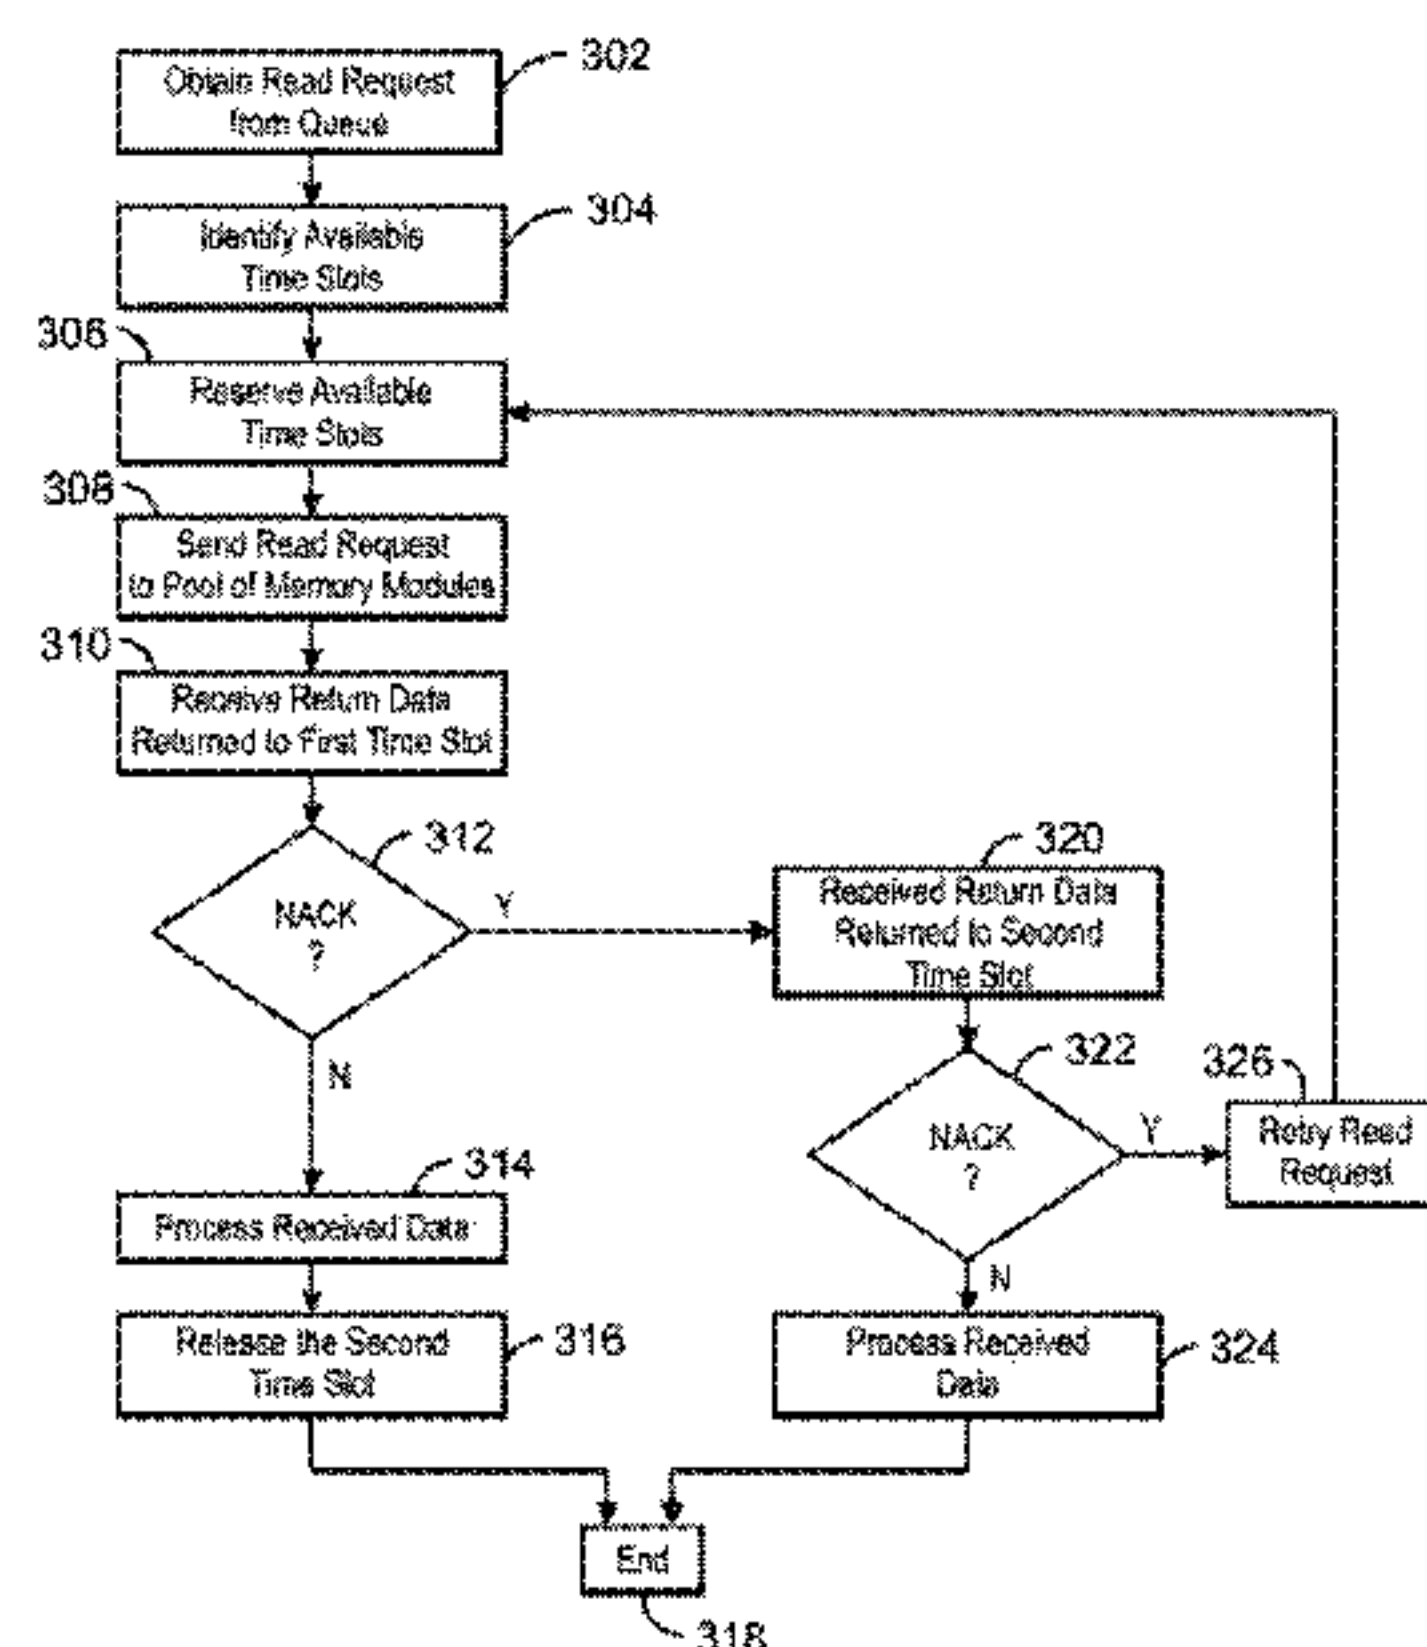 302
Obtain Read Request
from Queue
304
Identify Available
Time Slots
306
Reserve Available
Time Slots
308
Send Read Request
to Pool of Memory Modules
310
Receive Return Data
Returned to First Time Slot
312
NACK
?
Y
N
320
Received Return Data
Returned to Second
Time Slot
322
NACK
?
Y
N
326
Retry Read
Request
314
Process Received Data
316
Release the Second
Time Slot
324
Process Received
Data
End
318